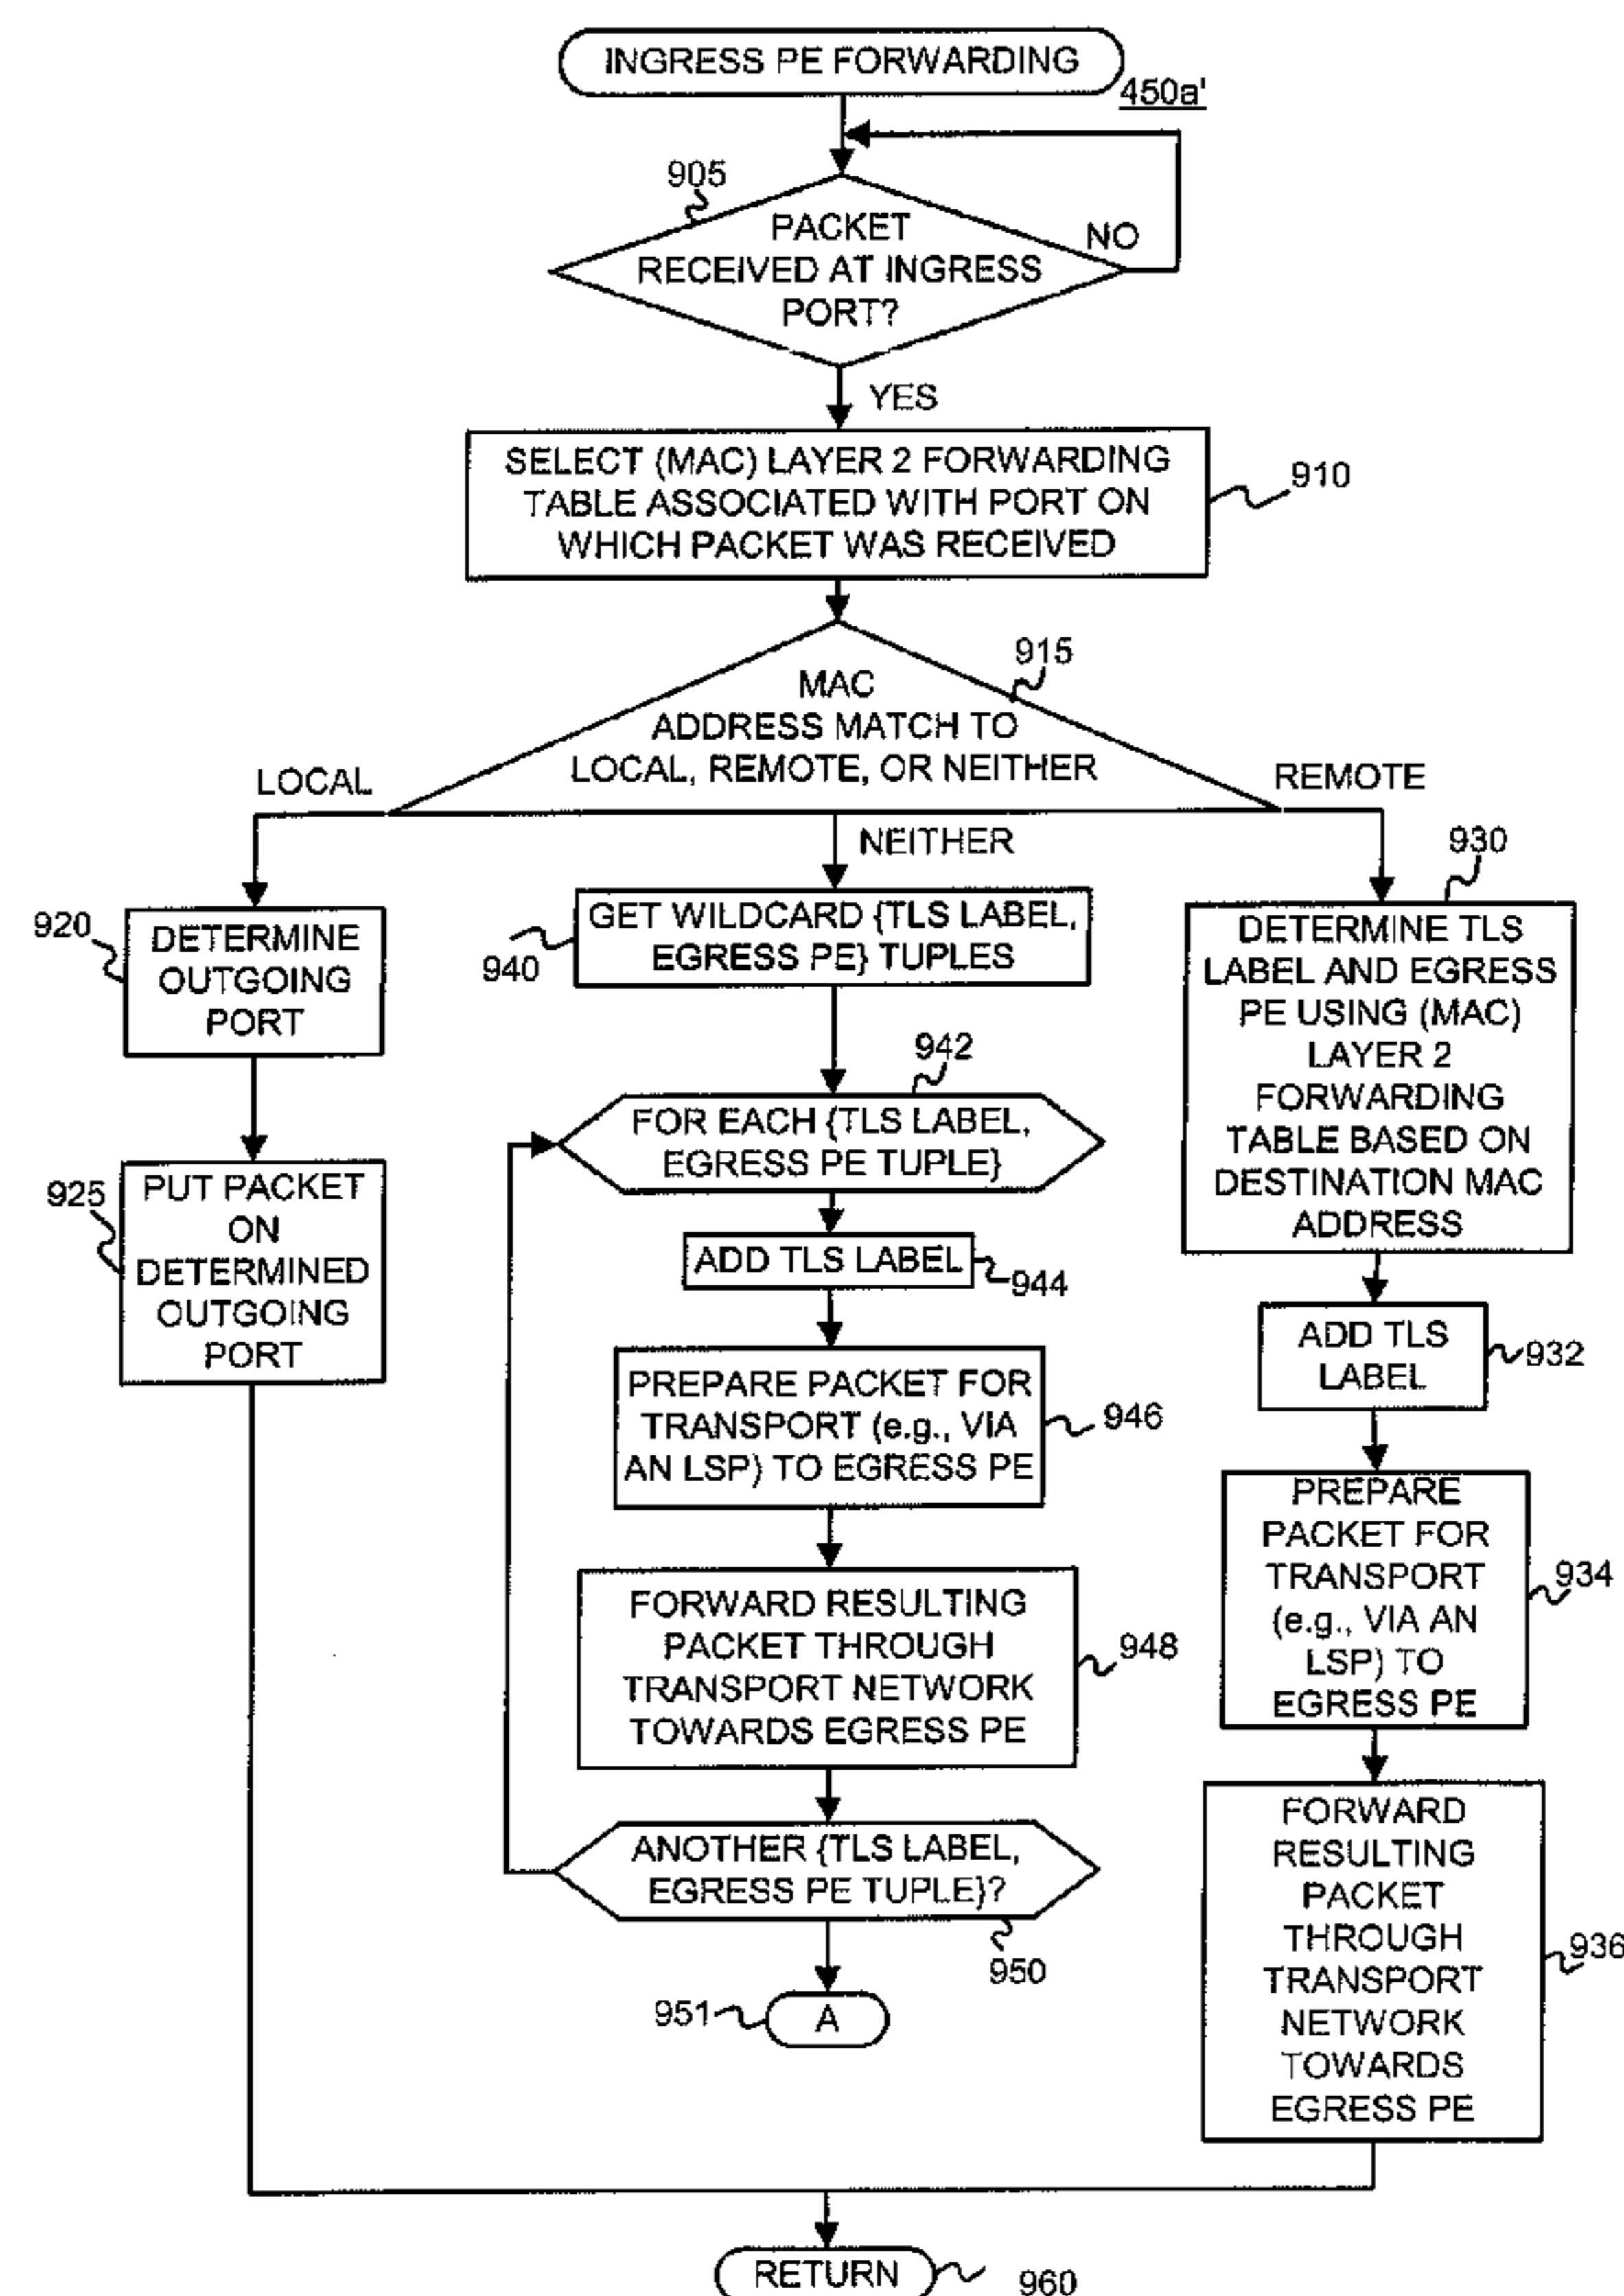 INGRESS PE FORWARDING
450a'
905
PACKET
RECEIVED AT INGRESS
PORT?
NO
YES
SELECT (MAC) LAYER 2 FORWARDING
TABLE ASSOCIATED WITH PORT ON
WHICH PACKET WAS RECEIVED
910
915
MAC
ADDRESS MATCH TO
LOCAL, REMOTE, OR NEITHER
LOCAL
NEITHER
REMOTE
920
DETERMINE
OUTGOING
PORT
925
PUT PACKET
ON
DETERMINED
OUTGOING
PORT
940
GET WILDCARD {TLS LABEL,
EGRESS PE} TUPLES
942
FOR EACH {TLS LABEL,
EGRESS PE TUPLE}
ADD TLS LABEL
944
PREPARE PACKET FOR
TRANSPORT (e.g., VIA
AN LSP) TO EGRESS PE
946
FORWARD RESULTING
PACKET THROUGH
TRANSPORT NETWORK
TOWARDS EGRESS PE
948
ANOTHER {TLS LABEL,
EGRESS PE TUPLE}?
950
951
A
930
DETERMINE TLS
LABEL AND EGRESS
PE USING (MAC)
LAYER 2
FORWARDING
TABLE BASED ON
DESTINATION MAC
ADDRESS
ADD TLS
LABEL
932
PREPARE
PACKET FOR
TRANSPORT
(e.g., VIA AN
LSP) TO
EGRESS PE
934
FORWARD
RESULTING
PACKET
THROUGH
TRANSPORT
NETWORK
TOWARDS
EGRESS PE
936
RETURN
960